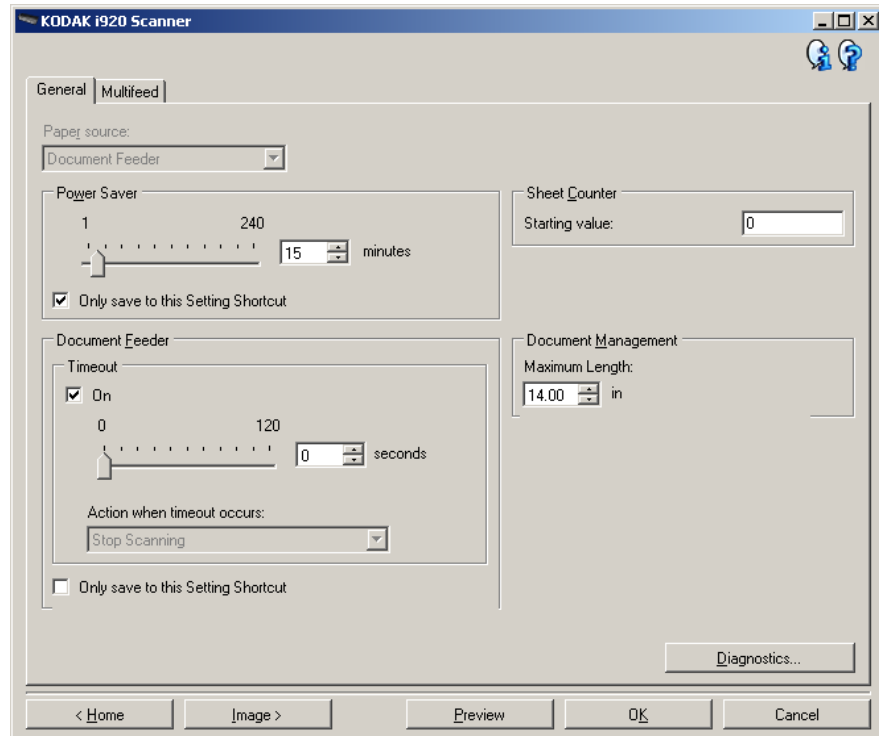 KODAK i920 Scanner
General
Multifeed
Paper source:
Document Feeder
Power Saver
1 240
15 minutes
Only save to this Setting Shortcut
Sheet Counter
Starting value: 0
Document Feeder
Timeout
On
0 120
0 seconds
Action when timeout occurs:
Stop Scanning
Only save to this Setting Shortcut
Document Management
Maximum Length:
14.00 in
Diagnostics...
< Home
Image >
Preview
OK
Cancel